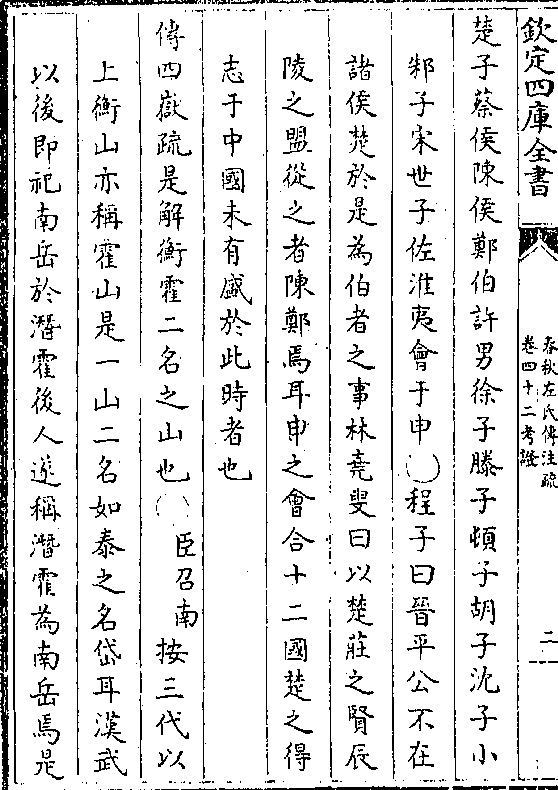 欽定四庫全書
春秋左氏傳注疏
卷四十二考證
二
楚子蔡侯陳侯鄭伯許男徐子滕子頓子胡子沈子小
邾子宋世子佐淮夷會于申○程子曰晉平公不在
諸侯楚於是為伯者之事林堯叟曰以楚莊之賢辰
陵之盟從之者陳鄭焉耳申之會合十二國楚之得
志于中國未有盛於此時者也
傳四嶽疏是解衡霍二名之山也○臣召南按三代以
上衡山亦稱霍山是一山二名如泰之名岱耳漢武
以後即祀南岳於潛霍後人遂稱潛霍為南岳焉是